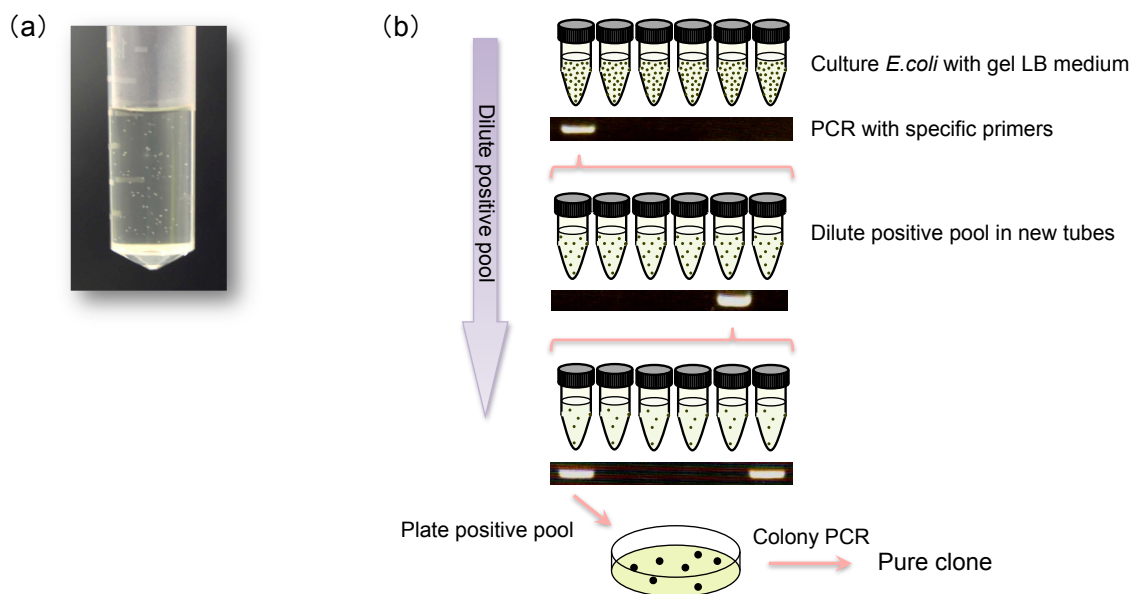 (a)
(b)
Dilute positive pool
Culture E.coli with gel LB medium
PCR with specific primers
Dilute positive pool in new tubes
Plate positive pool
Colony PCR
Pure clone